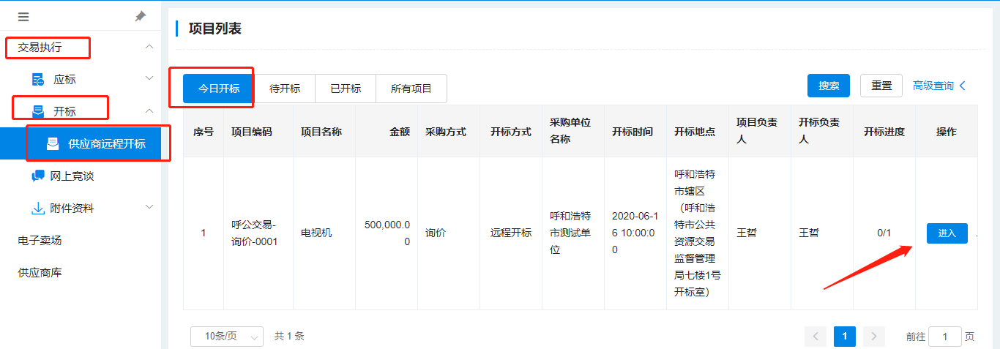 交易执行
应标
开标
供应商远程开标
网上竞谈
附件资料
电子卖场
供应商库
项目列表
今日开标 待开标 已开标 所有项目 搜索 重置 高级查询
序号 项目编码 项目名称 金额 采购方式 开标方式 采购单位名称 开标时间 开标地点 项目负责人 开标负责人 开标进度 操作
1
呼公交易-
询价-0001
电视机
500,000.0
0
询价
远程开标
呼和浩特
市测试单
位
2020-06-1
6 10:00:0
0
呼和浩特
市辖区
（呼和浩
特市公共
资源交易
监督管理
局七楼1号
开标室）
王哲
王哲
0/1
进入
10条/页 共 1 条 1 前往 1 页